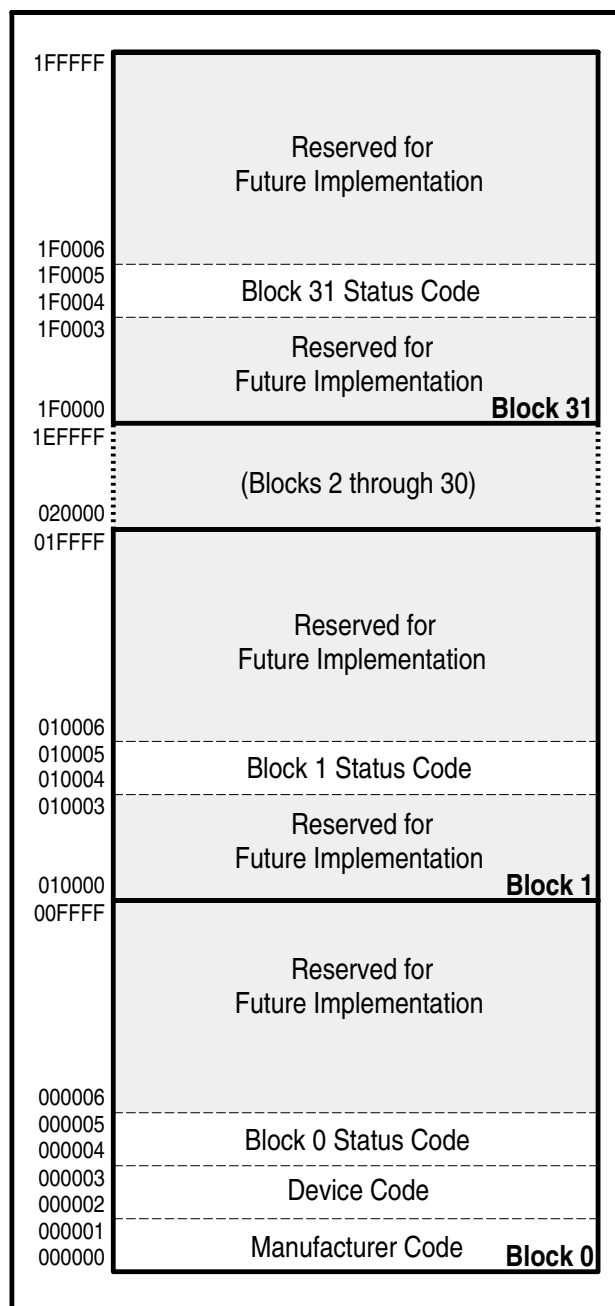 1FFFFF
Reserved for
Future Implementation
1F0006
1F0005
Block 31 Status Code
1F0004
1F0003
Reserved for
Future Implementation
1F0000
Block 31
1EFFFF
(Blocks 2 through 30)
020000
01FFFF
Reserved for
Future Implementation
010006
010005
Block 1 Status Code
010004
010003
Reserved for
Future Implementation
010000
Block 1
00FFFF
Reserved for
Future Implementation
000006
000005
Block 0 Status Code
000004
000003
Device Code
000002
000001
Manufacturer Code
000000
Block 0